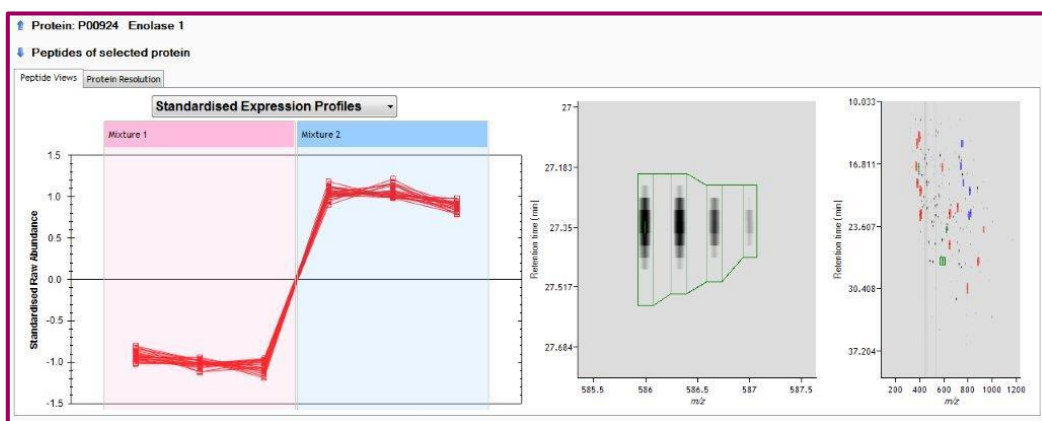 Protein: P00924 Enolase 1
Peptides of selected protein
Peptide Views Protein Resolution
Standardised Expression Profiles
Mixture 1 Mixture 2
Standardised Raw Abundance
1.5
1.0
0.5
0.0
-0.5
-1.0
-1.5
Retention time [min]
27
27.183
27.35
27.517
27.684
585.5 586 586.5 587 587.5
m/z
Retention time [min]
10.033
16.811
23.607
30.408
37.204
200 400 600 800 1000 1200
m/z